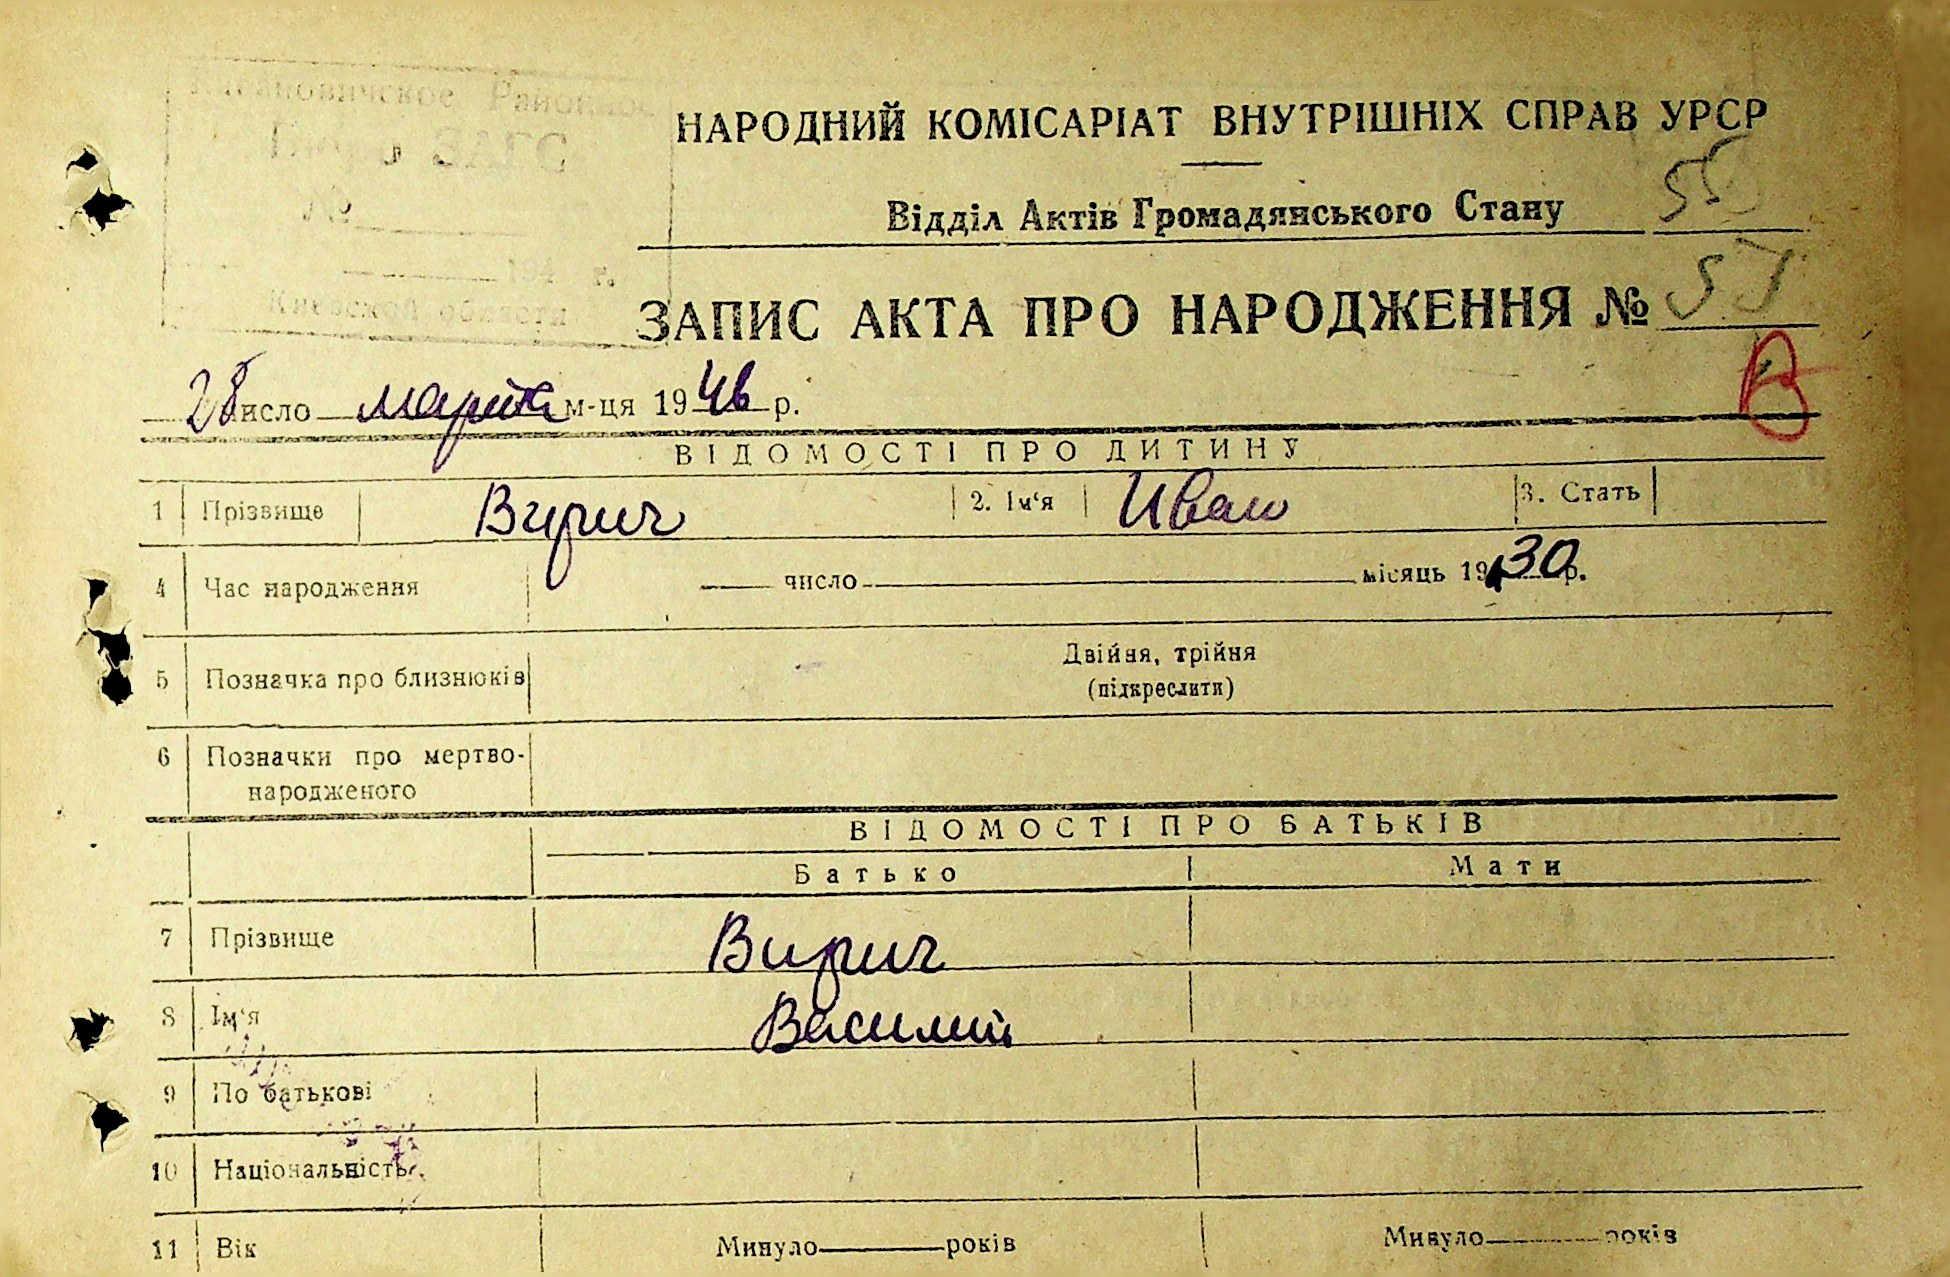 Районное
Бюро ЗАГС
№
194 г.
Киевской области
НАРОДНИЙ КОМІСАРІАТ ВНУТРІШНІХ СПРАВ УРСР
55
Відділ Актів Громадянського Стану
ЗАПИС АКТА ПРО НАРОДЖЕННЯ №
28 число марта м-ця 1946 р.
В
ВІДОМОСТІ ПРО ДИТИНУ
1 Прізвище Вирич 2. Ім‘я Иван 3. Стать
4 Час народження число місяць 1930 р.
5 Позначка про близнюків Двійня, трійня
(підкреслити)
6 Позначки про мертво-
народженого
ВІДОМОСТІ ПРО БАТЬКІВ
Батько Мати
7 Прізвище Вирич
8 Ім‘я Василий
9 По батькові
10 Національність
11 Вік Минуло років Минуло років